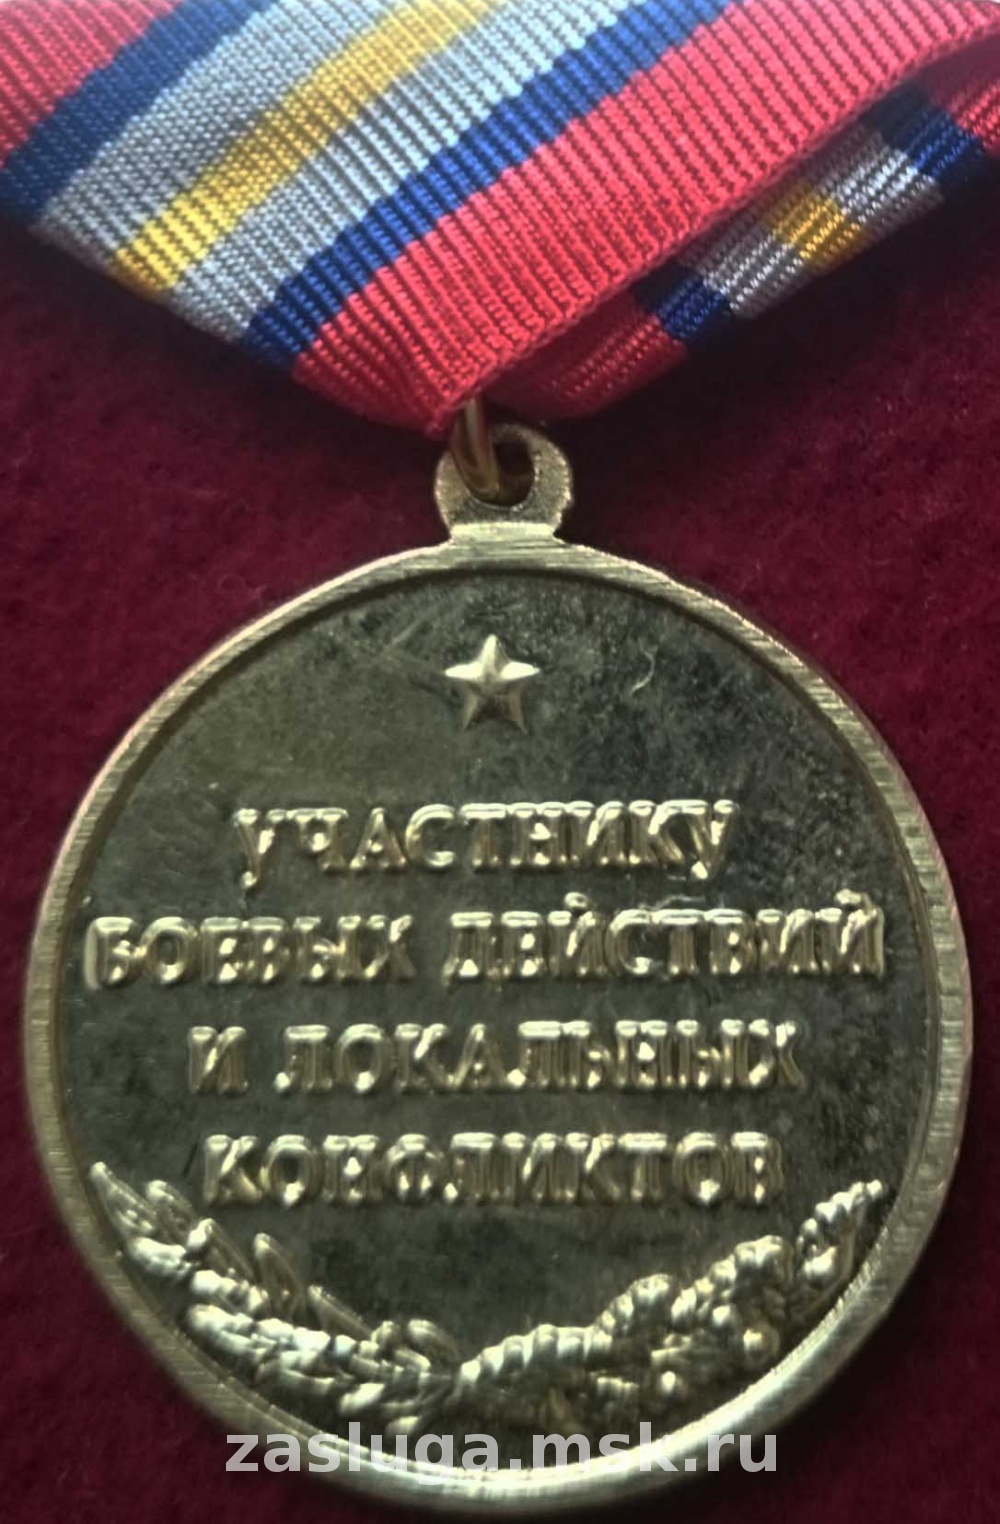 УЧАСТНИКУ
БОЕВЫХ ДЕЙСТВИЙ
И ЛОКАЛЬНЫХ
КОНФЛИКТОВ
zasluga.msk.ru